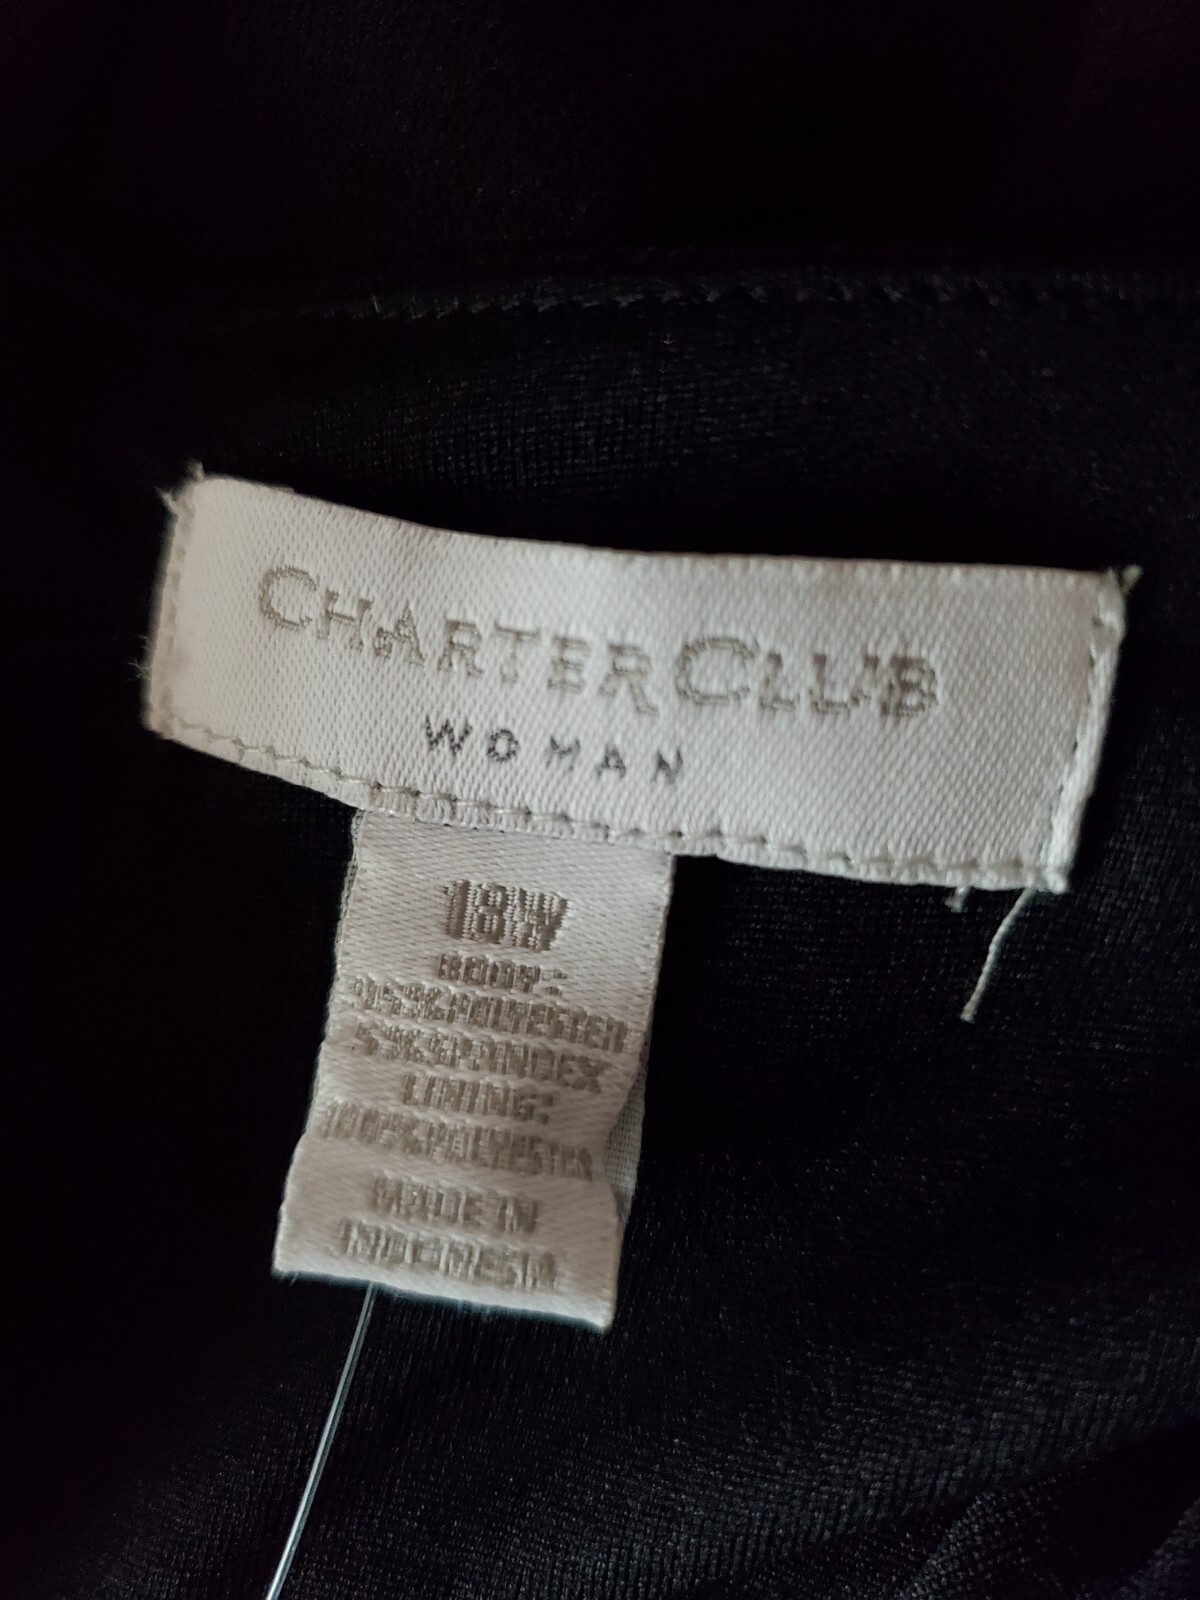 CHARTER CLUB
WOMAN
18W
BODY:
95%POLYESTER
5%SPANDEX
LINING:
100%POLYESTER
MADE IN
INDONESIA